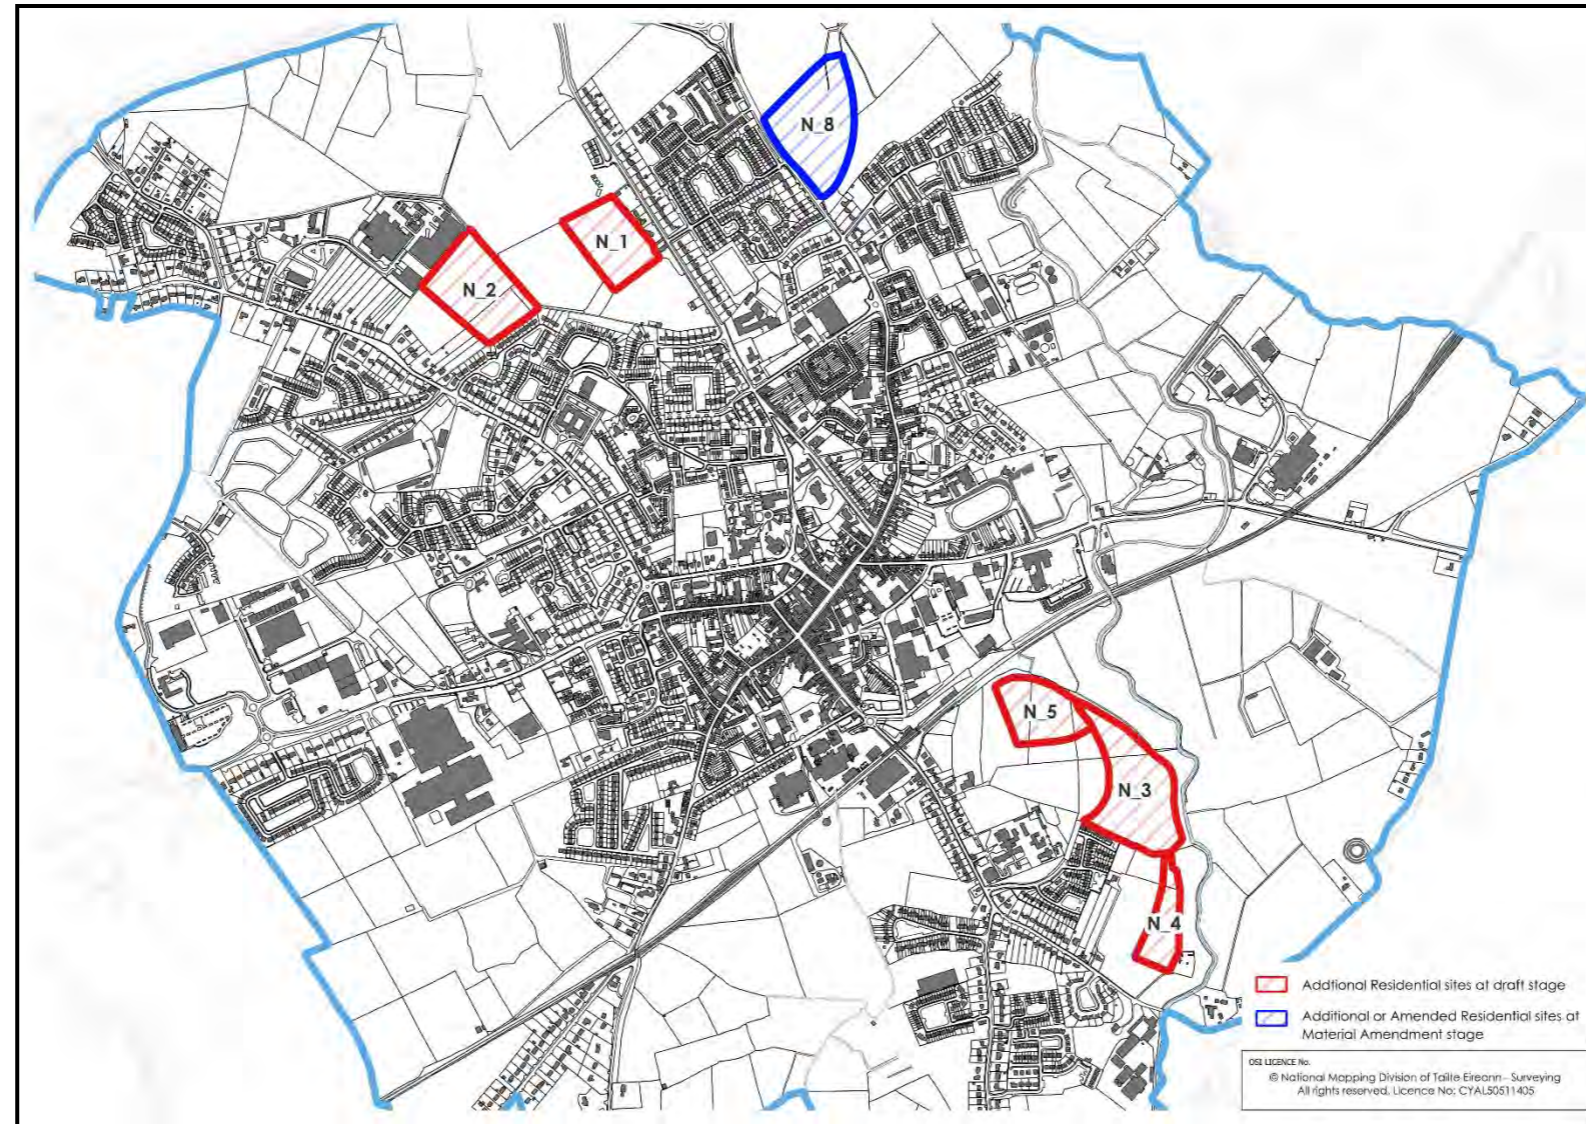 N_8
N_1
N_2
N_5
N_3
N_4
Addtional Residential sites at draft stage
Additional or Amended Residential sites at
Material Amendment stage
OSI LICENCE No.
© National Mapping Division of Tailte Éireann – Surveying
All rights reserved. Licence No: CYAL50511405